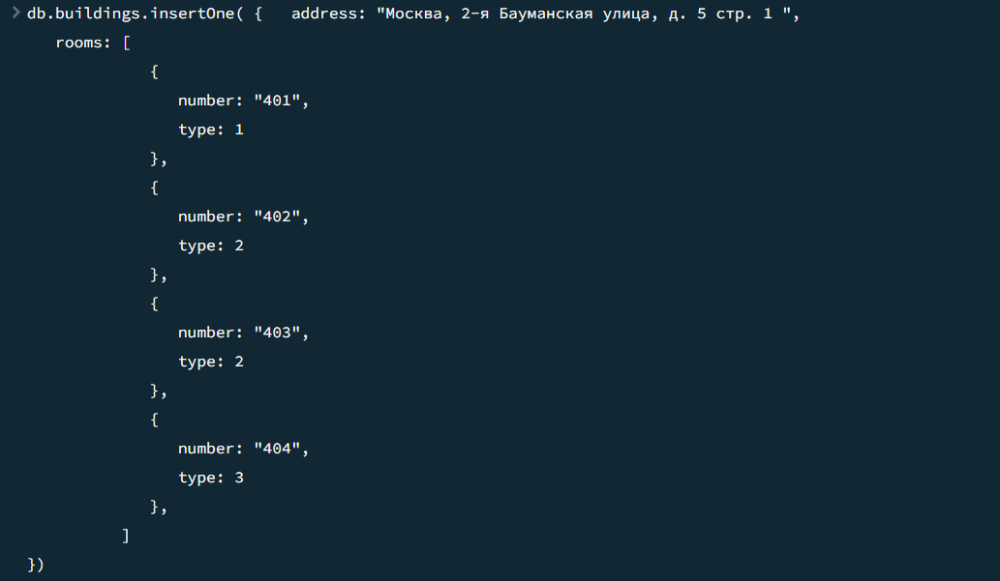 db.buildings.insertOne( {   address: "Москва, 2-я Бауманская улица, д. 5 стр. 1 ",
rooms: [
{
number: "401",
type: 1
},
{
number: "402",
type: 2
},
{
number: "403",
type: 2
},
{
number: "404",
type: 3
},
]
})